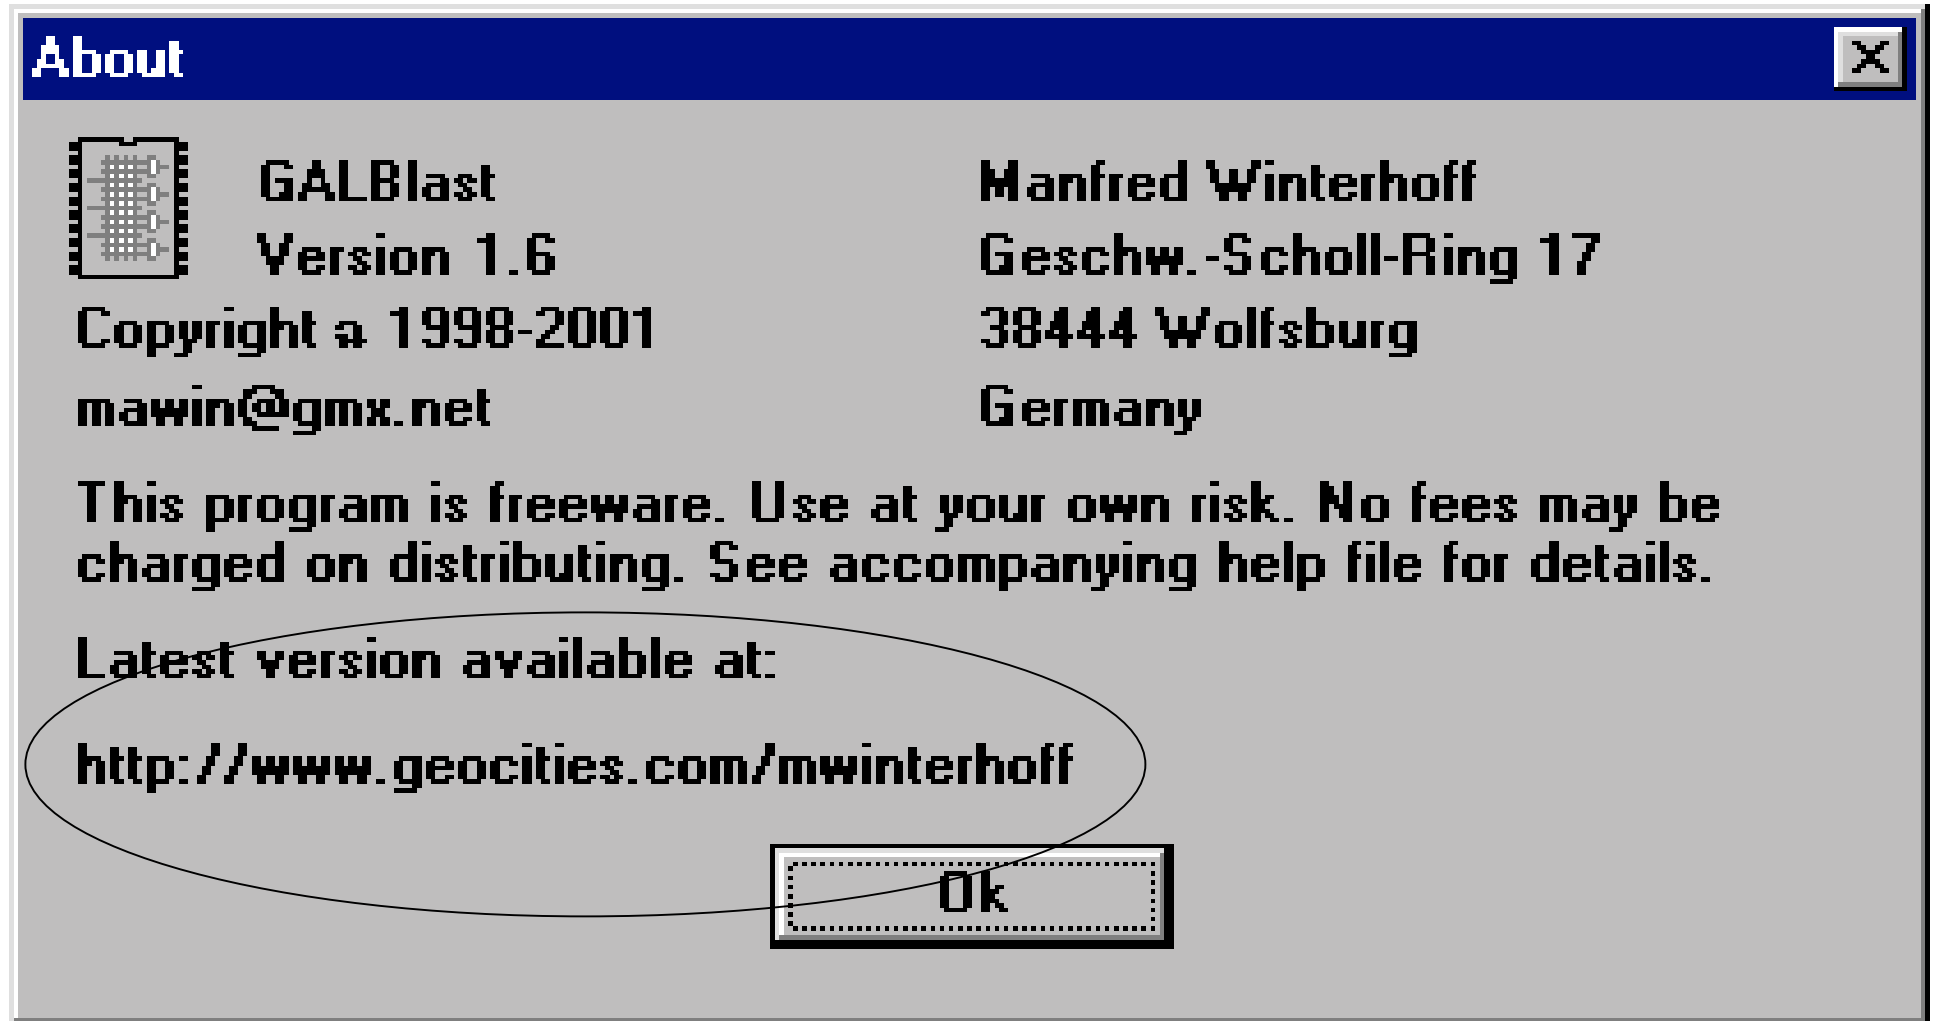 About
GALBlast
Version 1.6
Copyright a 1998-2001
mawin@gmx.net
Manfred Winterhoff
Geschw.-Scholl-Ring 17
38444 Wolfsburg
Germany
This program is freeware. Use at your own risk. No fees may be
charged on distributing. See accompanying help file for details.
Latest version available at:
http://www.geocities.com/mwinterhoff
Ok